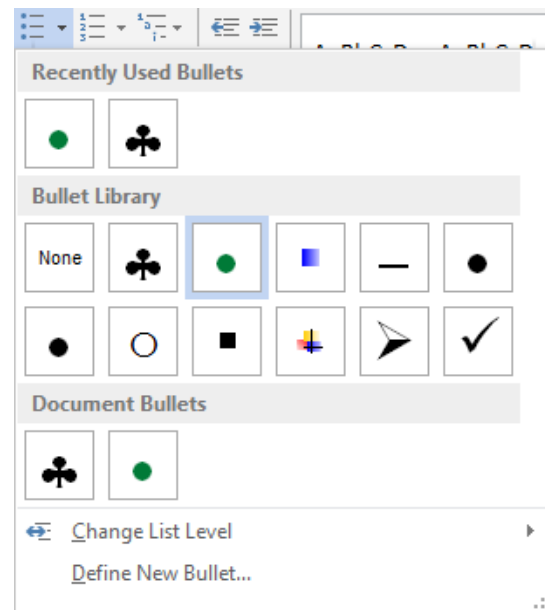 Recently Used Bullets
Bullet Library
None
Document Bullets
Change List Level
Define New Bullet...